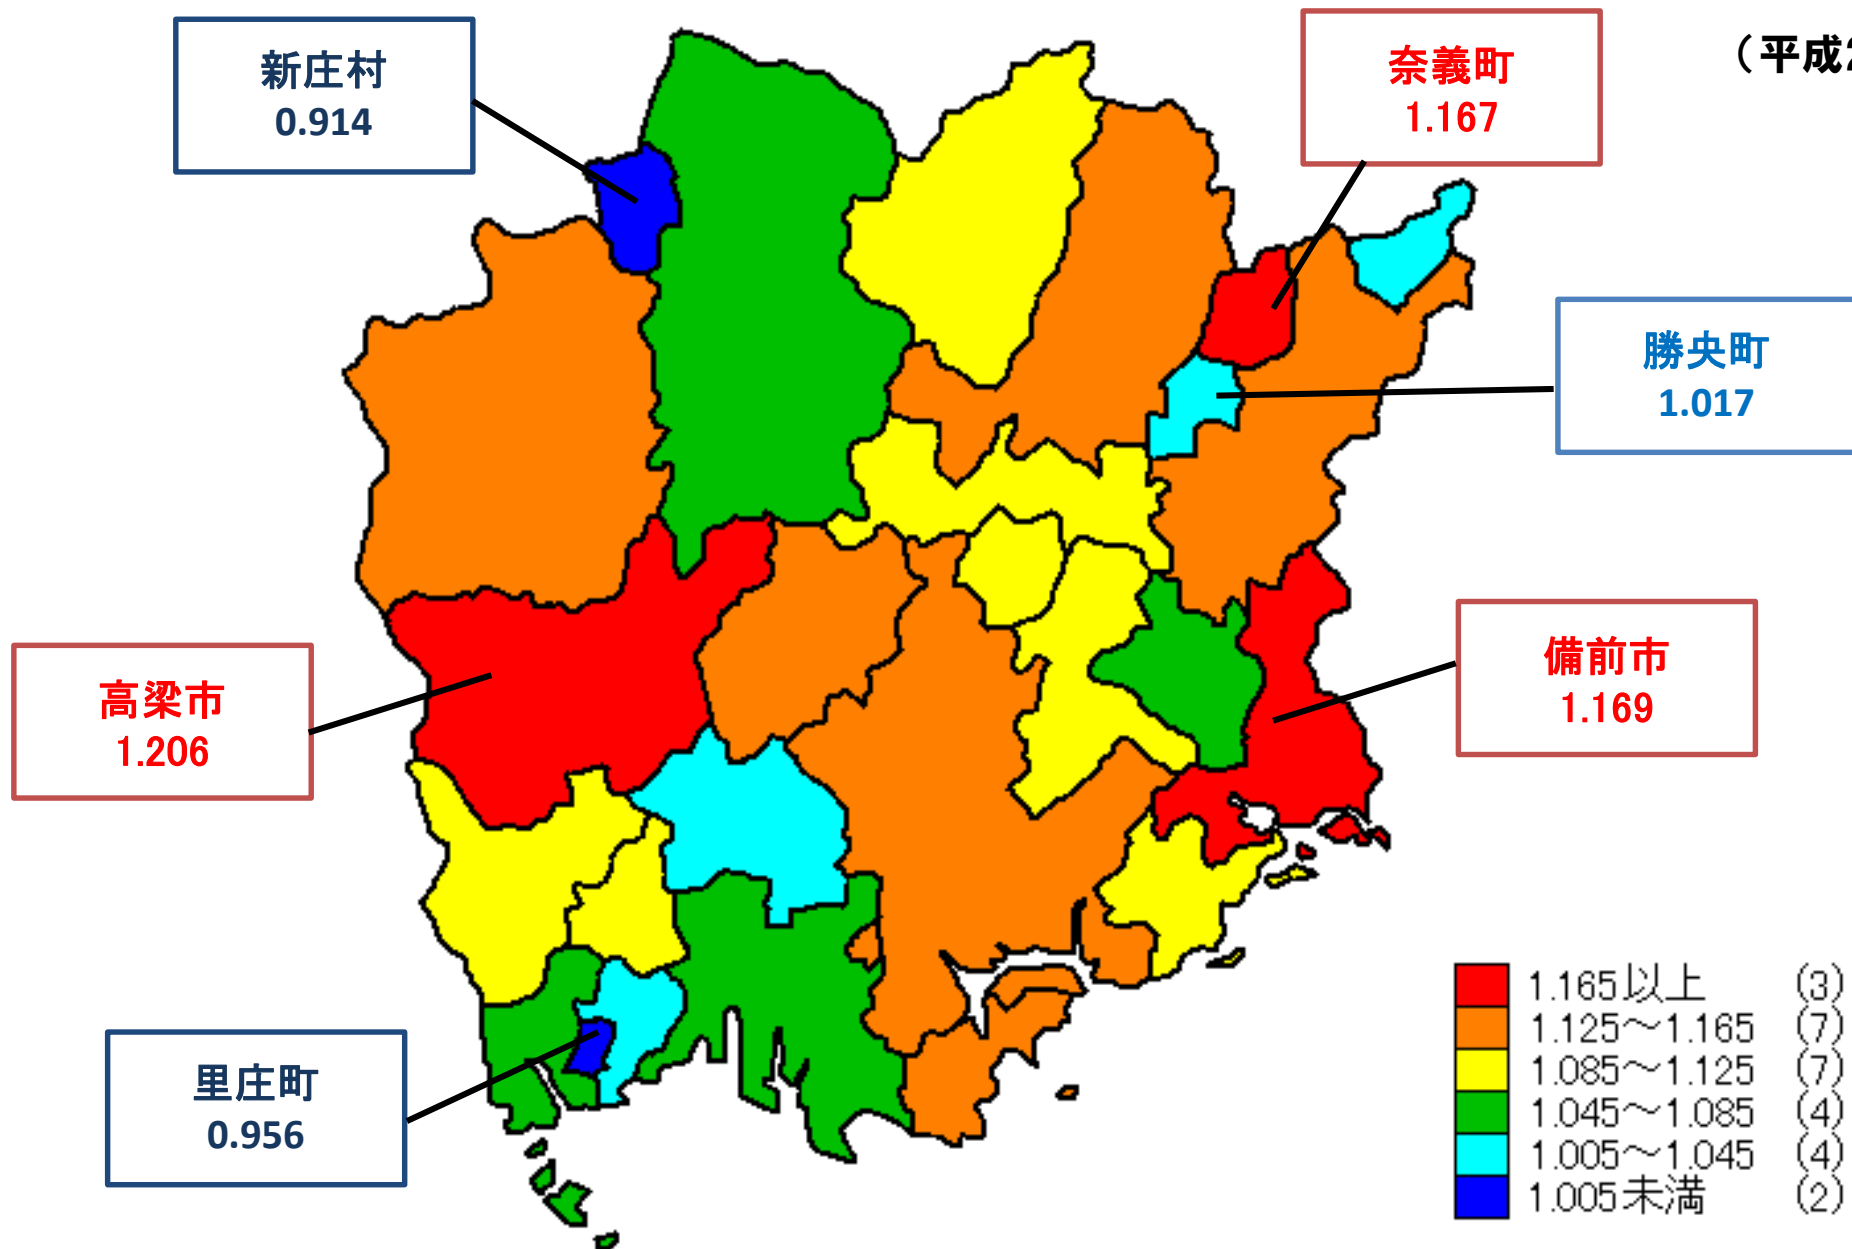 （平成2
新庄村
0.914
奈義町
1.167
勝央町
1.017
高梁市
1.206
備前市
1.169
里庄町
0.956
1.165以上 (3)
1.125～1.165 (7)
1.085～1.125 (7)
1.045～1.085 (4)
1.005～1.045 (4)
1.005未満 (2)